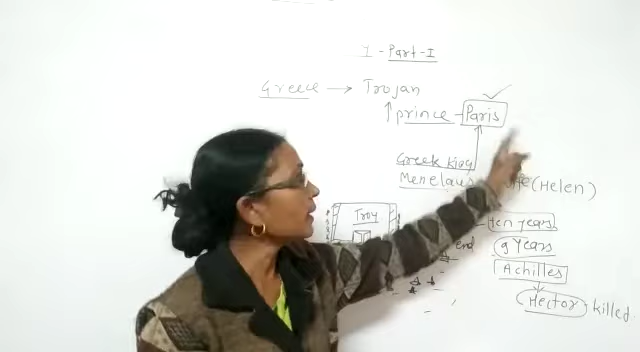 I - Part-I
Greece → Trojan
↑ prince - Paris
Greek king
Menelaus (Helen)
Troy
ten years
end 9 Years
Achilles
Hector - killed